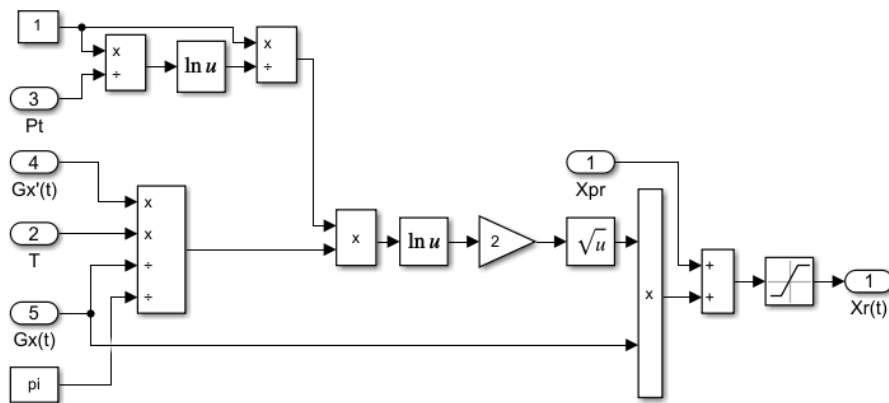 1
x
÷
ln u
x
÷
3
Pt
4
Gx'(t)
2
T
5
Gx(t)
pi
x
x
÷
÷
x
ln u
2
√u
x
1
Xpr
+
+
1
Xr(t)